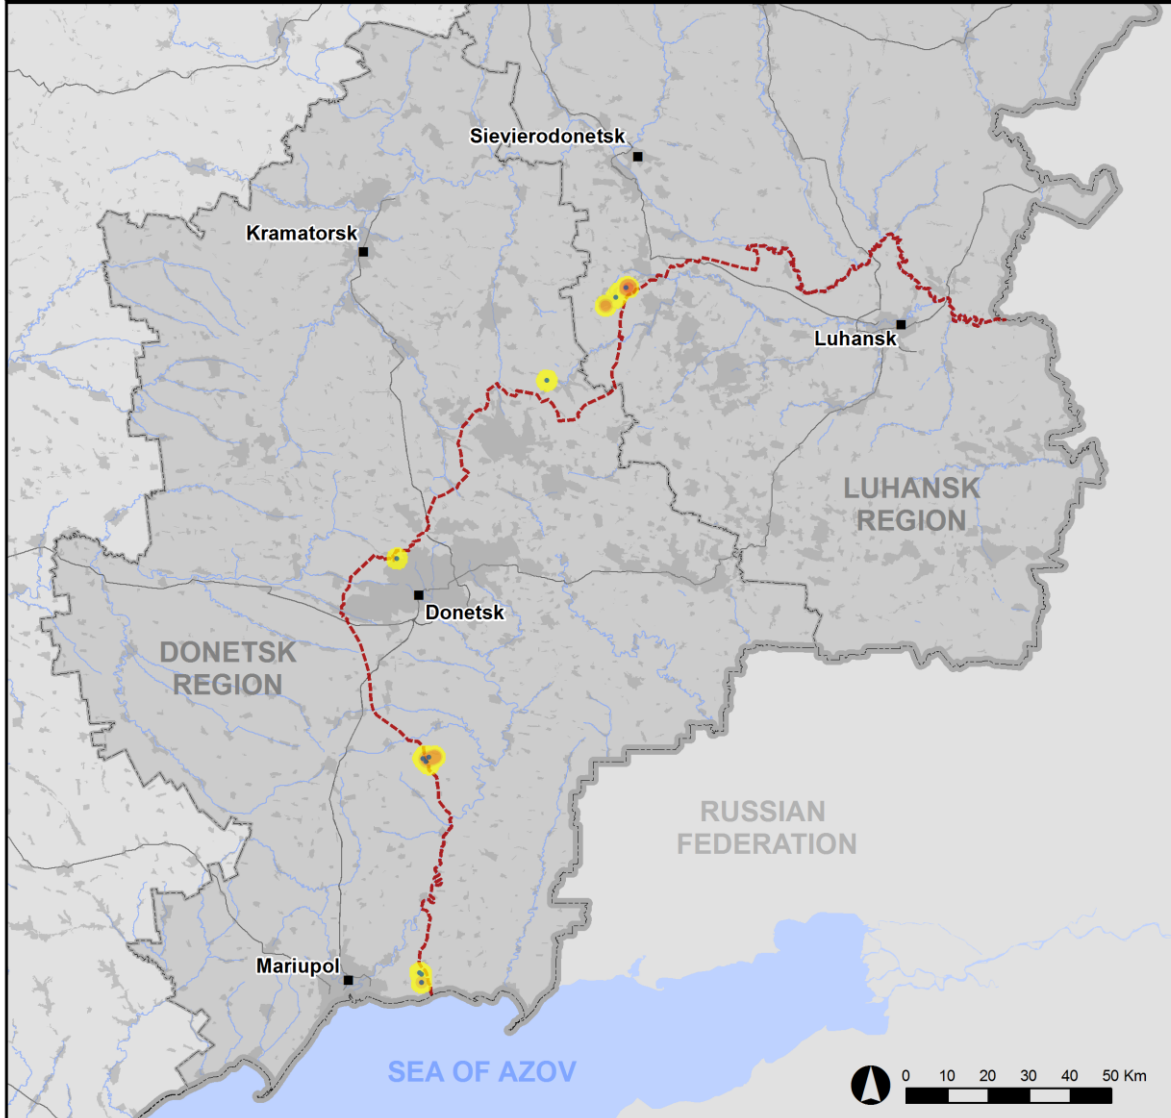 Sievierodonetsk
Kramatorsk
Luhansk
LUHANSK
REGION
Donetsk
DONETSK
REGION
RUSSIAN
FEDERATION
Mariupol
SEA OF AZOV
0 10 20 30 40 50 Km